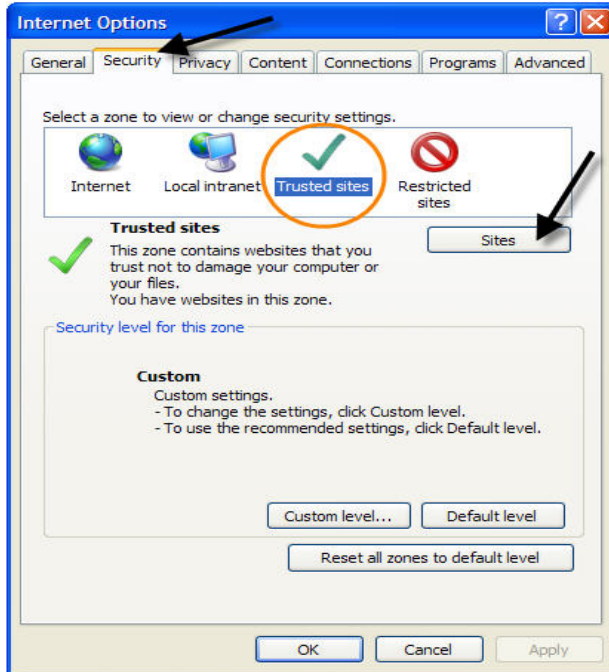 Internet Options
General Security Privacy Content Connections Programs Advanced
Select a zone to view or change security settings.
Internet Local intranet Trusted sites Restricted
sites
Trusted sites
Sites
This zone contains websites that you
trust not to damage your computer or
your files.
You have websites in this zone.
Security level for this zone
Custom
Custom settings.
- To change the settings, click Custom level.
- To use the recommended settings, click Default level.
Custom level... Default level
Reset all zones to default level
OK Cancel Apply